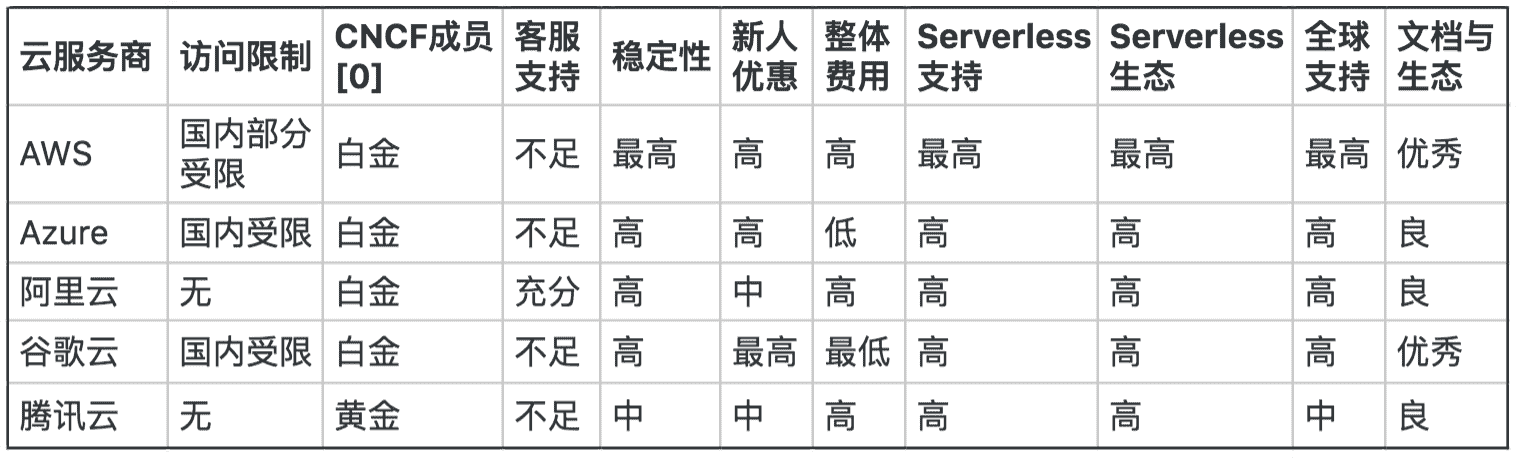 云服务商 访问限制 CNCF成员[0] 客服支持 稳定性 新人优惠 整体费用 Serverless支持 Serverless生态 全球支持 文档与生态
AWS 国内部分受限 白金 不足 最高 高 高 最高 最高 最高 优秀
Azure 国内受限 白金 不足 高 高 低 高 高 高 良
阿里云 无 白金 充分 高 中 高 高 高 高 良
谷歌云 国内受限 白金 不足 高 最高 最低 高 高 高 优秀
腾讯云 无 黄金 不足 中 中 高 高 高 中 良